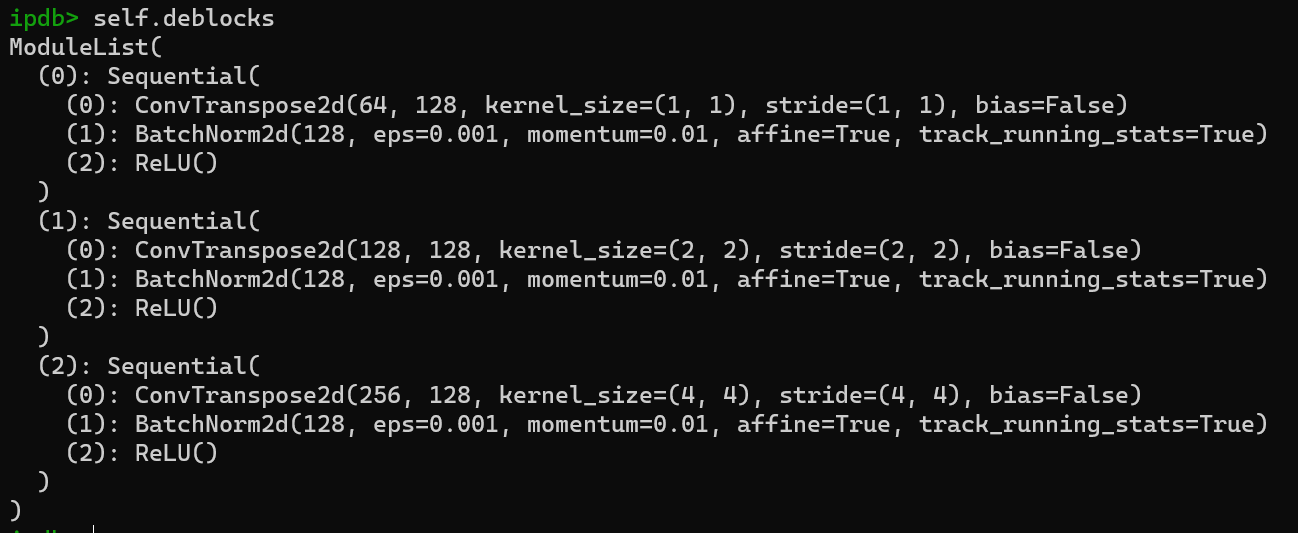 ipdb> self.deblocks
ModuleList(
  (0): Sequential(
    (0): ConvTranspose2d(64, 128, kernel_size=(1, 1), stride=(1, 1), bias=False)
    (1): BatchNorm2d(128, eps=0.001, momentum=0.01, affine=True, track_running_stats=True)
    (2): ReLU()
  )
  (1): Sequential(
    (0): ConvTranspose2d(128, 128, kernel_size=(2, 2), stride=(2, 2), bias=False)
    (1): BatchNorm2d(128, eps=0.001, momentum=0.01, affine=True, track_running_stats=True)
    (2): ReLU()
  )
  (2): Sequential(
    (0): ConvTranspose2d(256, 128, kernel_size=(4, 4), stride=(4, 4), bias=False)
    (1): BatchNorm2d(128, eps=0.001, momentum=0.01, affine=True, track_running_stats=True)
    (2): ReLU()
  )
)